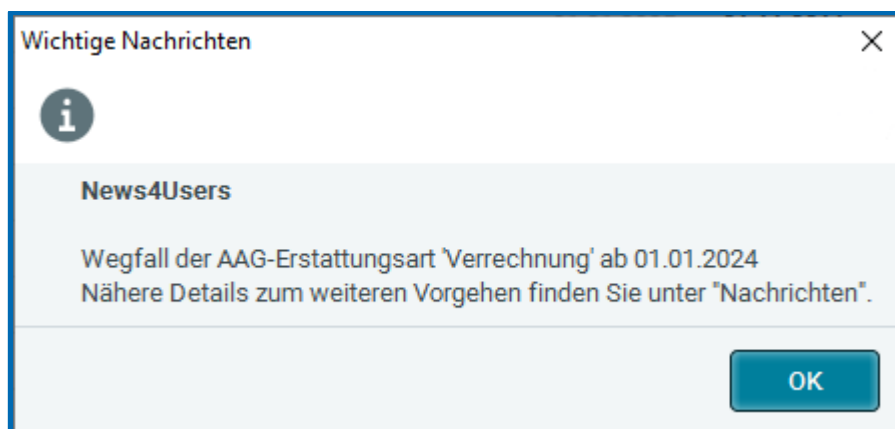 Wichtige Nachrichten
News4Users
Wegfall der AAG-Erstattungsart 'Verrechnung' ab 01.01.2024
Nähere Details zum weiteren Vorgehen finden Sie unter "Nachrichten".
OK